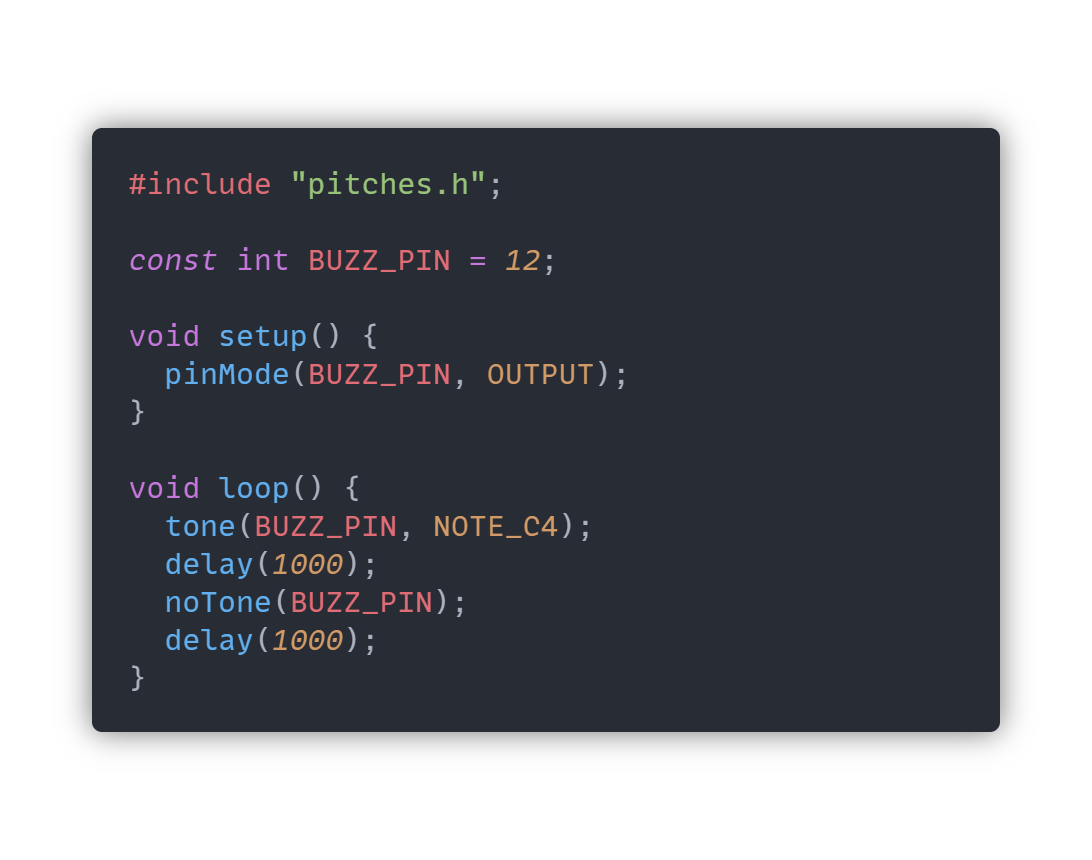 #include "pitches.h";

const int BUZZ_PIN = 12;

void setup() {
  pinMode(BUZZ_PIN, OUTPUT);
}

void loop() {
  tone(BUZZ_PIN, NOTE_C4);
  delay(1000);
  noTone(BUZZ_PIN);
  delay(1000);
}